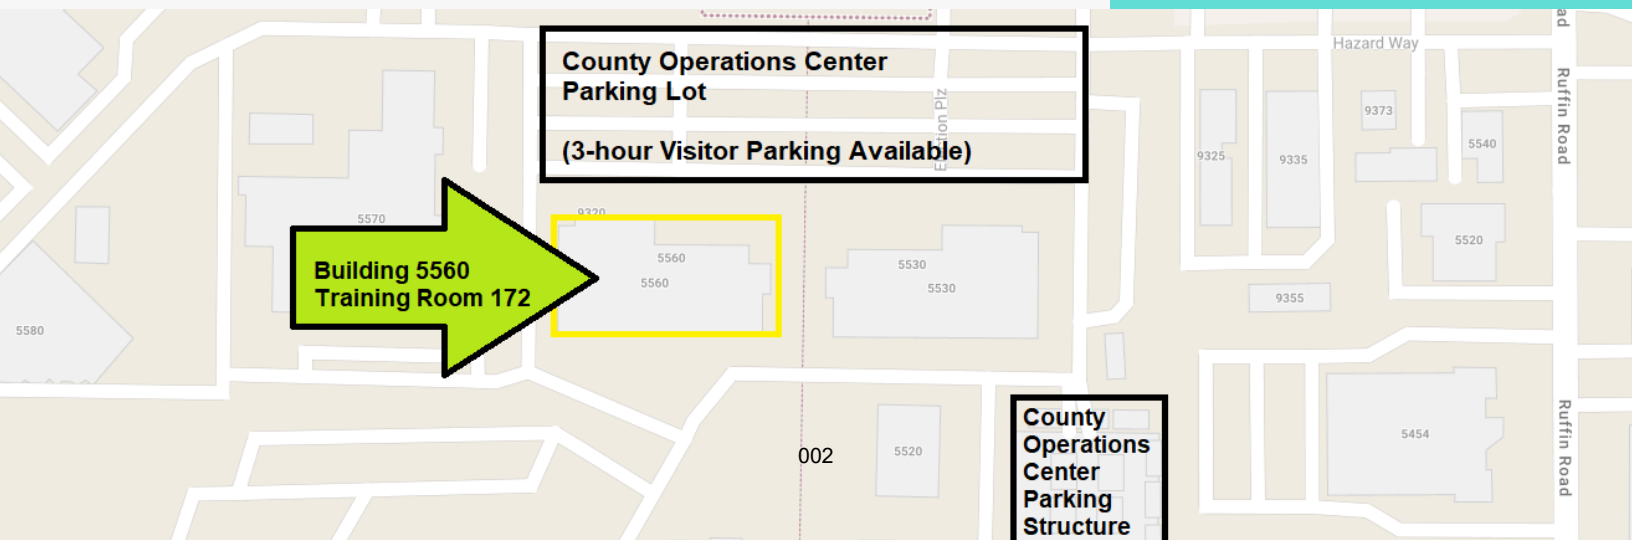 ad
Hazard Way
County Operations Center
Parking Lot
(3-hour Visitor Parking Available)
Ruffin Road
9373
9325
9335
5540
5570
9320
5560
5560
5530
5530
5520
9355
Building 5560
Training Room 172
5580
County
Operations
Center
Parking
Structure
002
5520
5454
Ruffin Road